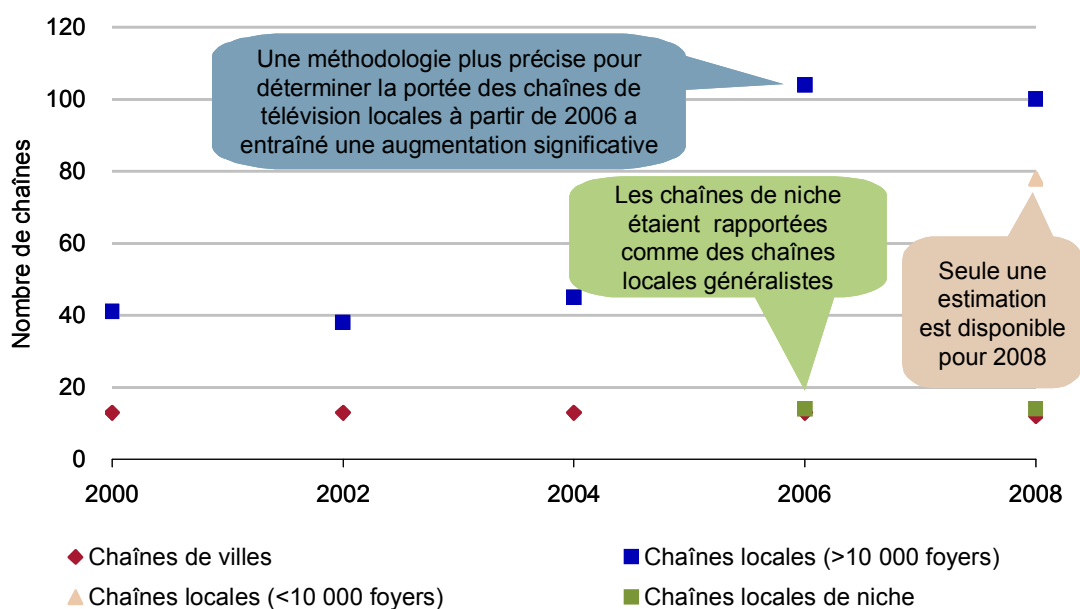 120
100
80
60
40
20
0
Nombre de chaînes
Une méthodologie plus précise pour
déterminer la portée des chaînes de
télévision locales à partir de 2006 a
entraîné une augmentation significative
Les chaînes de niche
étaient rapportées
comme des chaînes
locales généralistes
Seule une
estimation
est disponible
pour 2008
2000 2002 2004 2006 2008
Chaînes de villes
Chaînes locales (>10 000 foyers)
Chaînes locales (<10 000 foyers)
Chaînes locales de niche